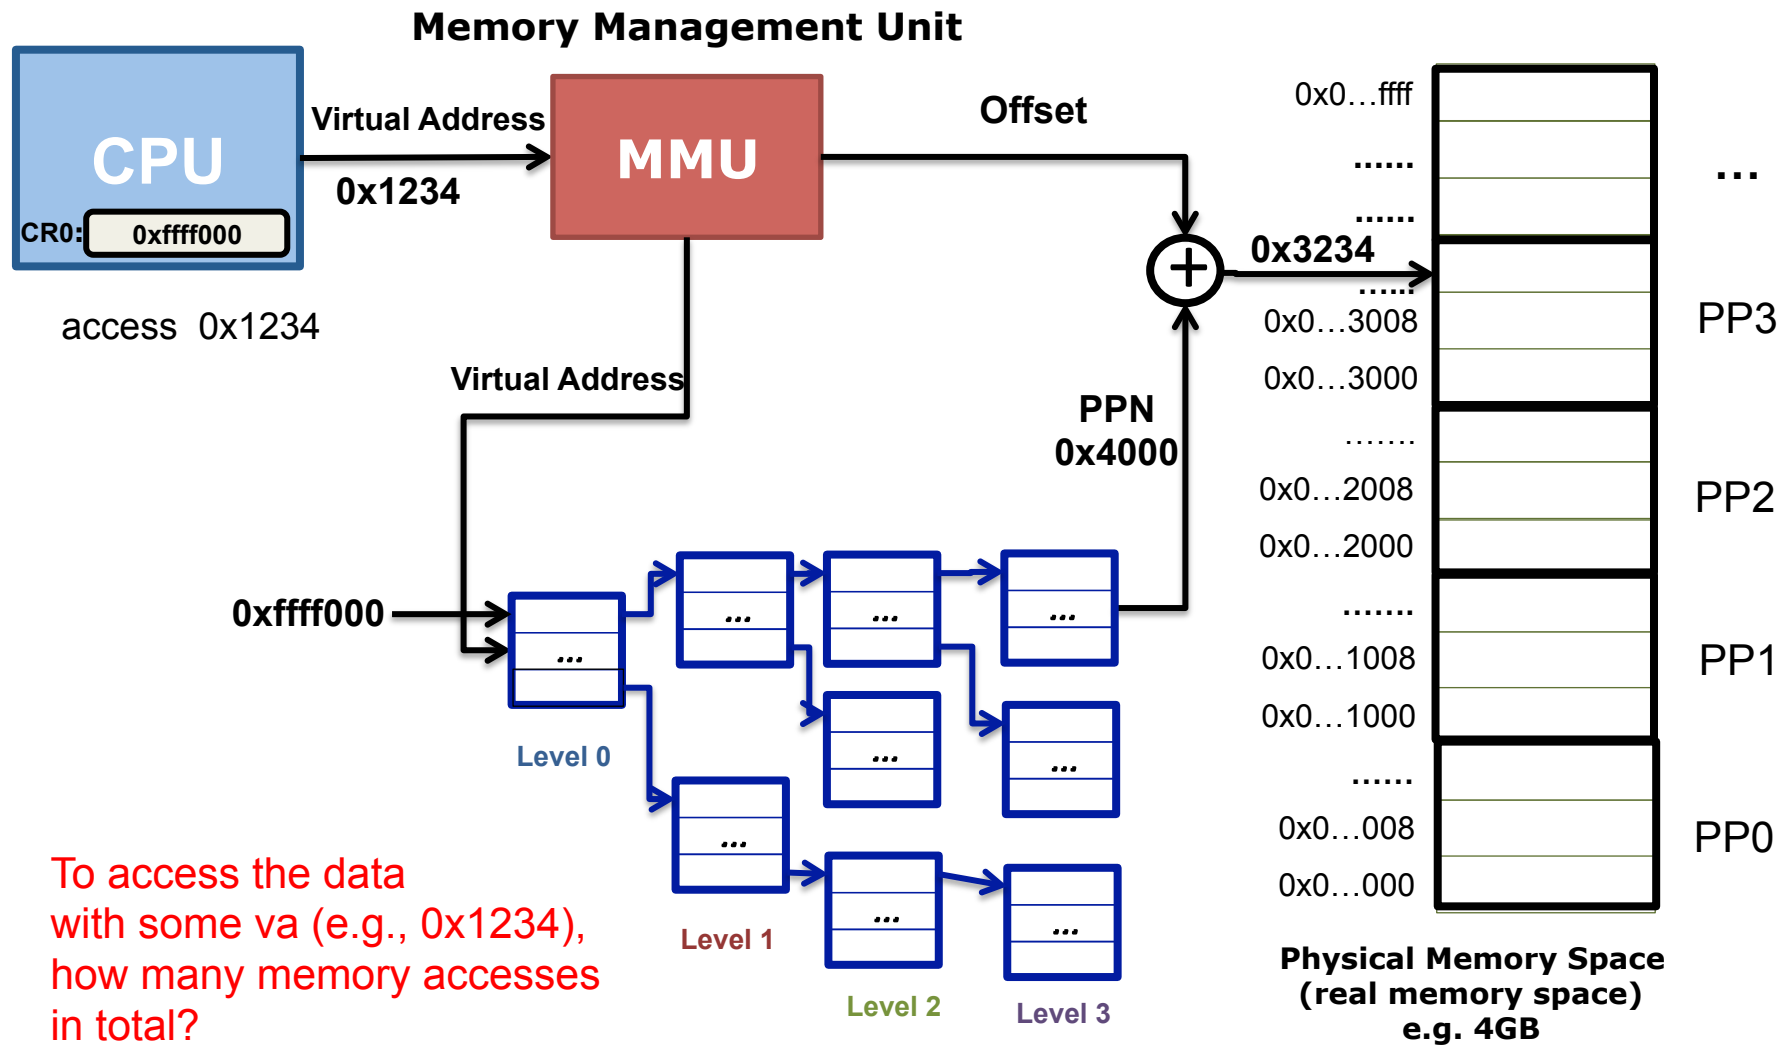 Memory Management Unit
CPU
CR0: 0xffff000
access 0x1234
Virtual Address
0x1234
MMU
Offset
Virtual Address
PPN
0x4000
0x3234
0xffff000
...
...
...
...
...
...
...
...
...
Level 0
Level 1
Level 2
Level 3
To access the data
with some va (e.g., 0x1234),
how many memory accesses
in total?
0x0...ffff
......
......
......
0x0...3008
0x0...3000
.......
0x0...2008
0x0...2000
.......
0x0...1008
0x0...1000
......
0x0...008
0x0...000
...
PP3
PP2
PP1
PP0
Physical Memory Space
(real memory space)
e.g. 4GB